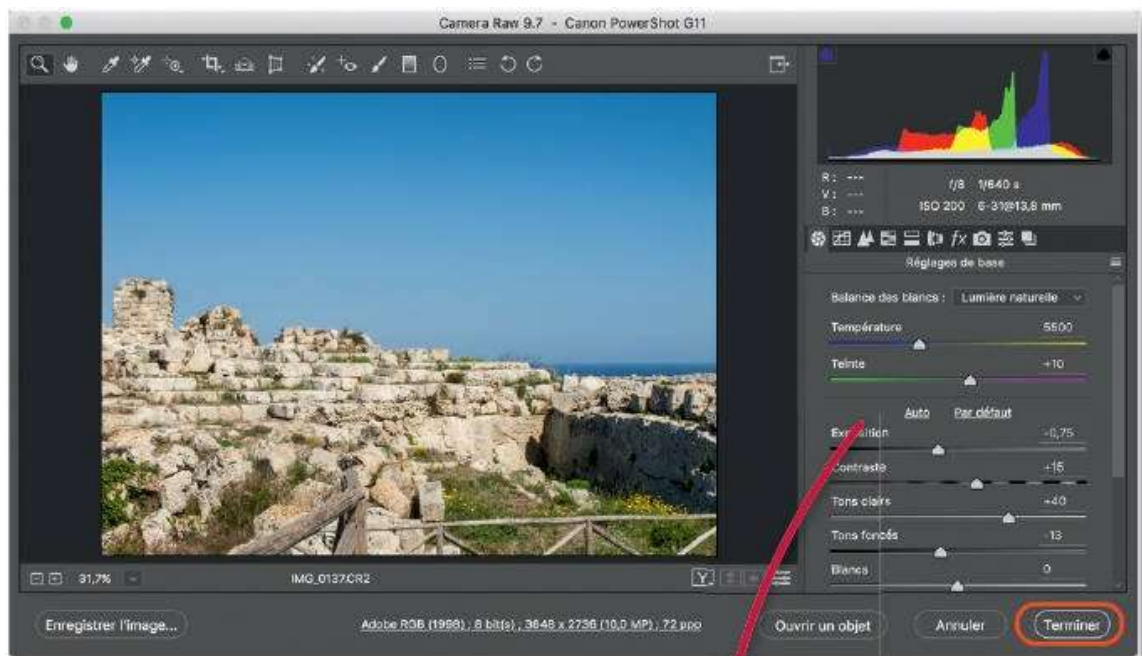 Camera Raw 9.7 - Canon PowerShot G11
R : ---
V : ---
B : ---
f/8 1/640 s
ISO 200 6-31@13,8 mm
fx
Réglages de base
Balance des blancs : Lumière naturelle
Température 5500
Teinte +10
Auto Par défaut
-0,75
Contraste +15
Tons clairs +40
Tons foncés -13
Blancs 0
31,7% IMG_0137.CR2 Y
Enregistrer l'image... Adobe RGB (1998) ; 8 bit(s) ; 3648 x 2736 (10,0 MP) ; 72 ppp Ouvrir un objet Annuler Terminer